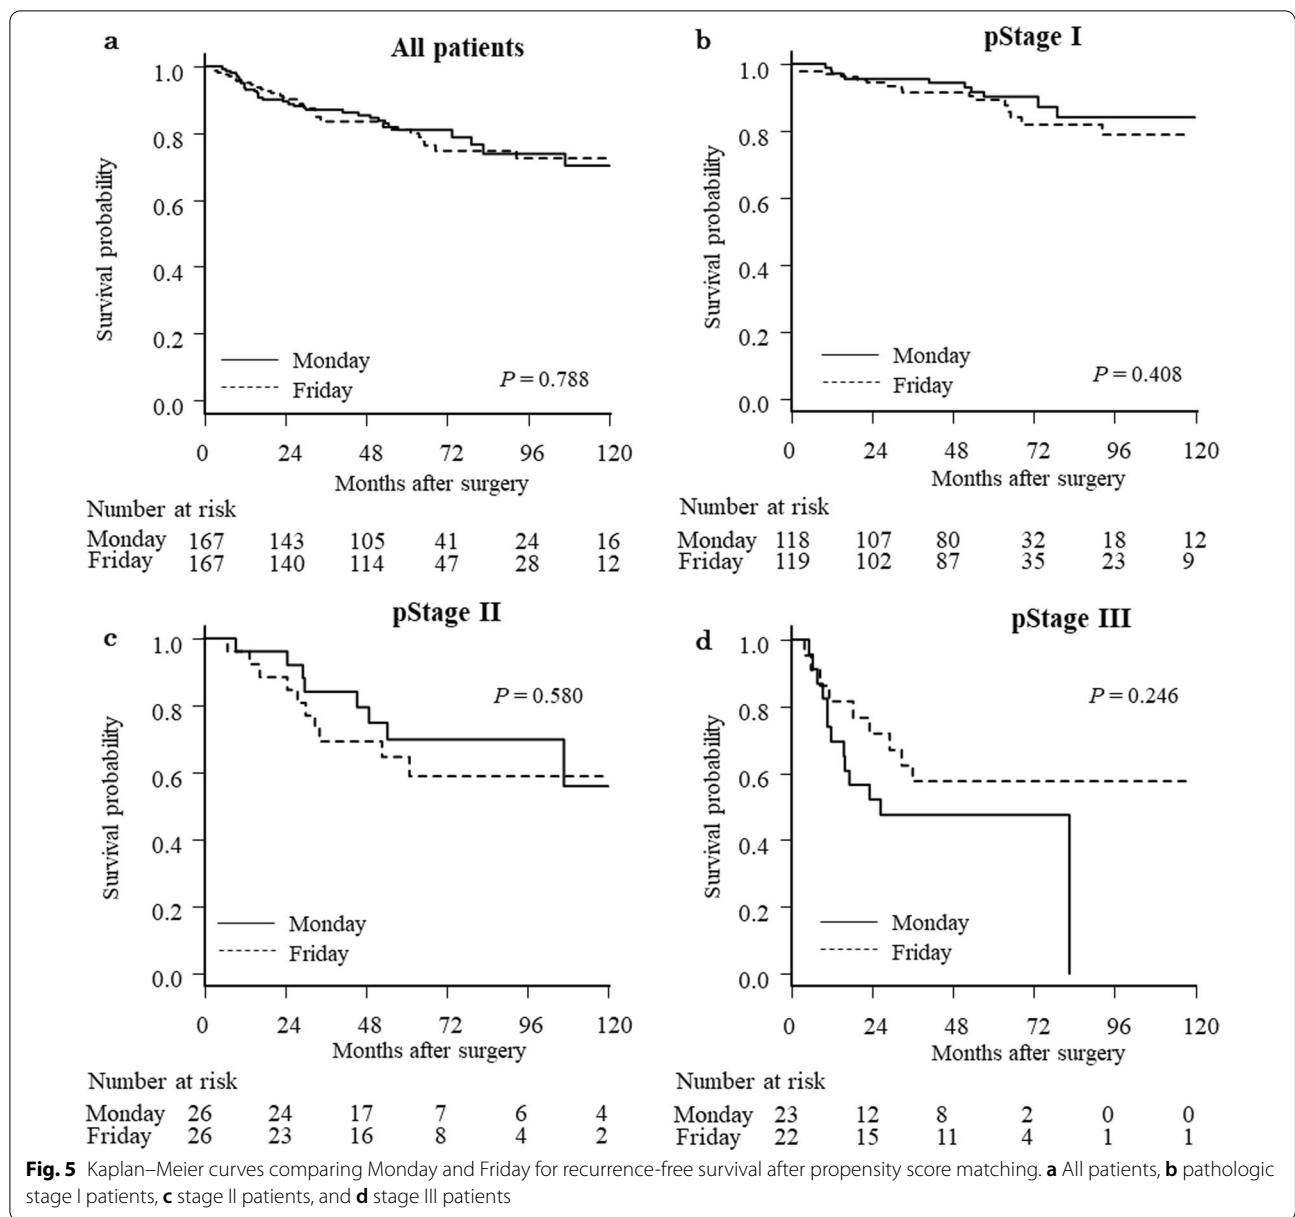 a
All patients
1.0
0.8
0.6
0.4
0.2
0.0
Survival probability
Monday
Friday
P = 0.788
0 24 48 72 96 120
Months after surgery
Number at risk
Monday 167 143 105 41 24 16
Friday 167 140 114 47 28 12
b
pStage I
1.0
0.8
0.6
0.4
0.2
0.0
Survival probability
Monday
Friday
P = 0.408
0 24 48 72 96 120
Months after surgery
Number at risk
Monday 118 107 80 32 18 12
Friday 119 102 87 35 23 9
c
pStage II
1.0
0.8
0.6
0.4
0.2
0.0
Survival probability
P = 0.580
Monday
Friday
0 24 48 72 96 120
Months after surgery
Number at risk
Monday 26 24 17 7 6 4
Friday 26 23 16 8 4 2
d
pStage III
1.0
0.8
0.6
0.4
0.2
0.0
Survival probability
P = 0.246
Monday
Friday
0 24 48 72 96 120
Months after surgery
Number at risk
Monday 23 12 8 2 0 0
Friday 22 15 11 4 1 1
Fig. 5 Kaplan–Meier curves comparing Monday and Friday for recurrence-free survival after propensity score matching. a All patients, b pathologic
stage I patients, c stage II patients, and d stage III patients